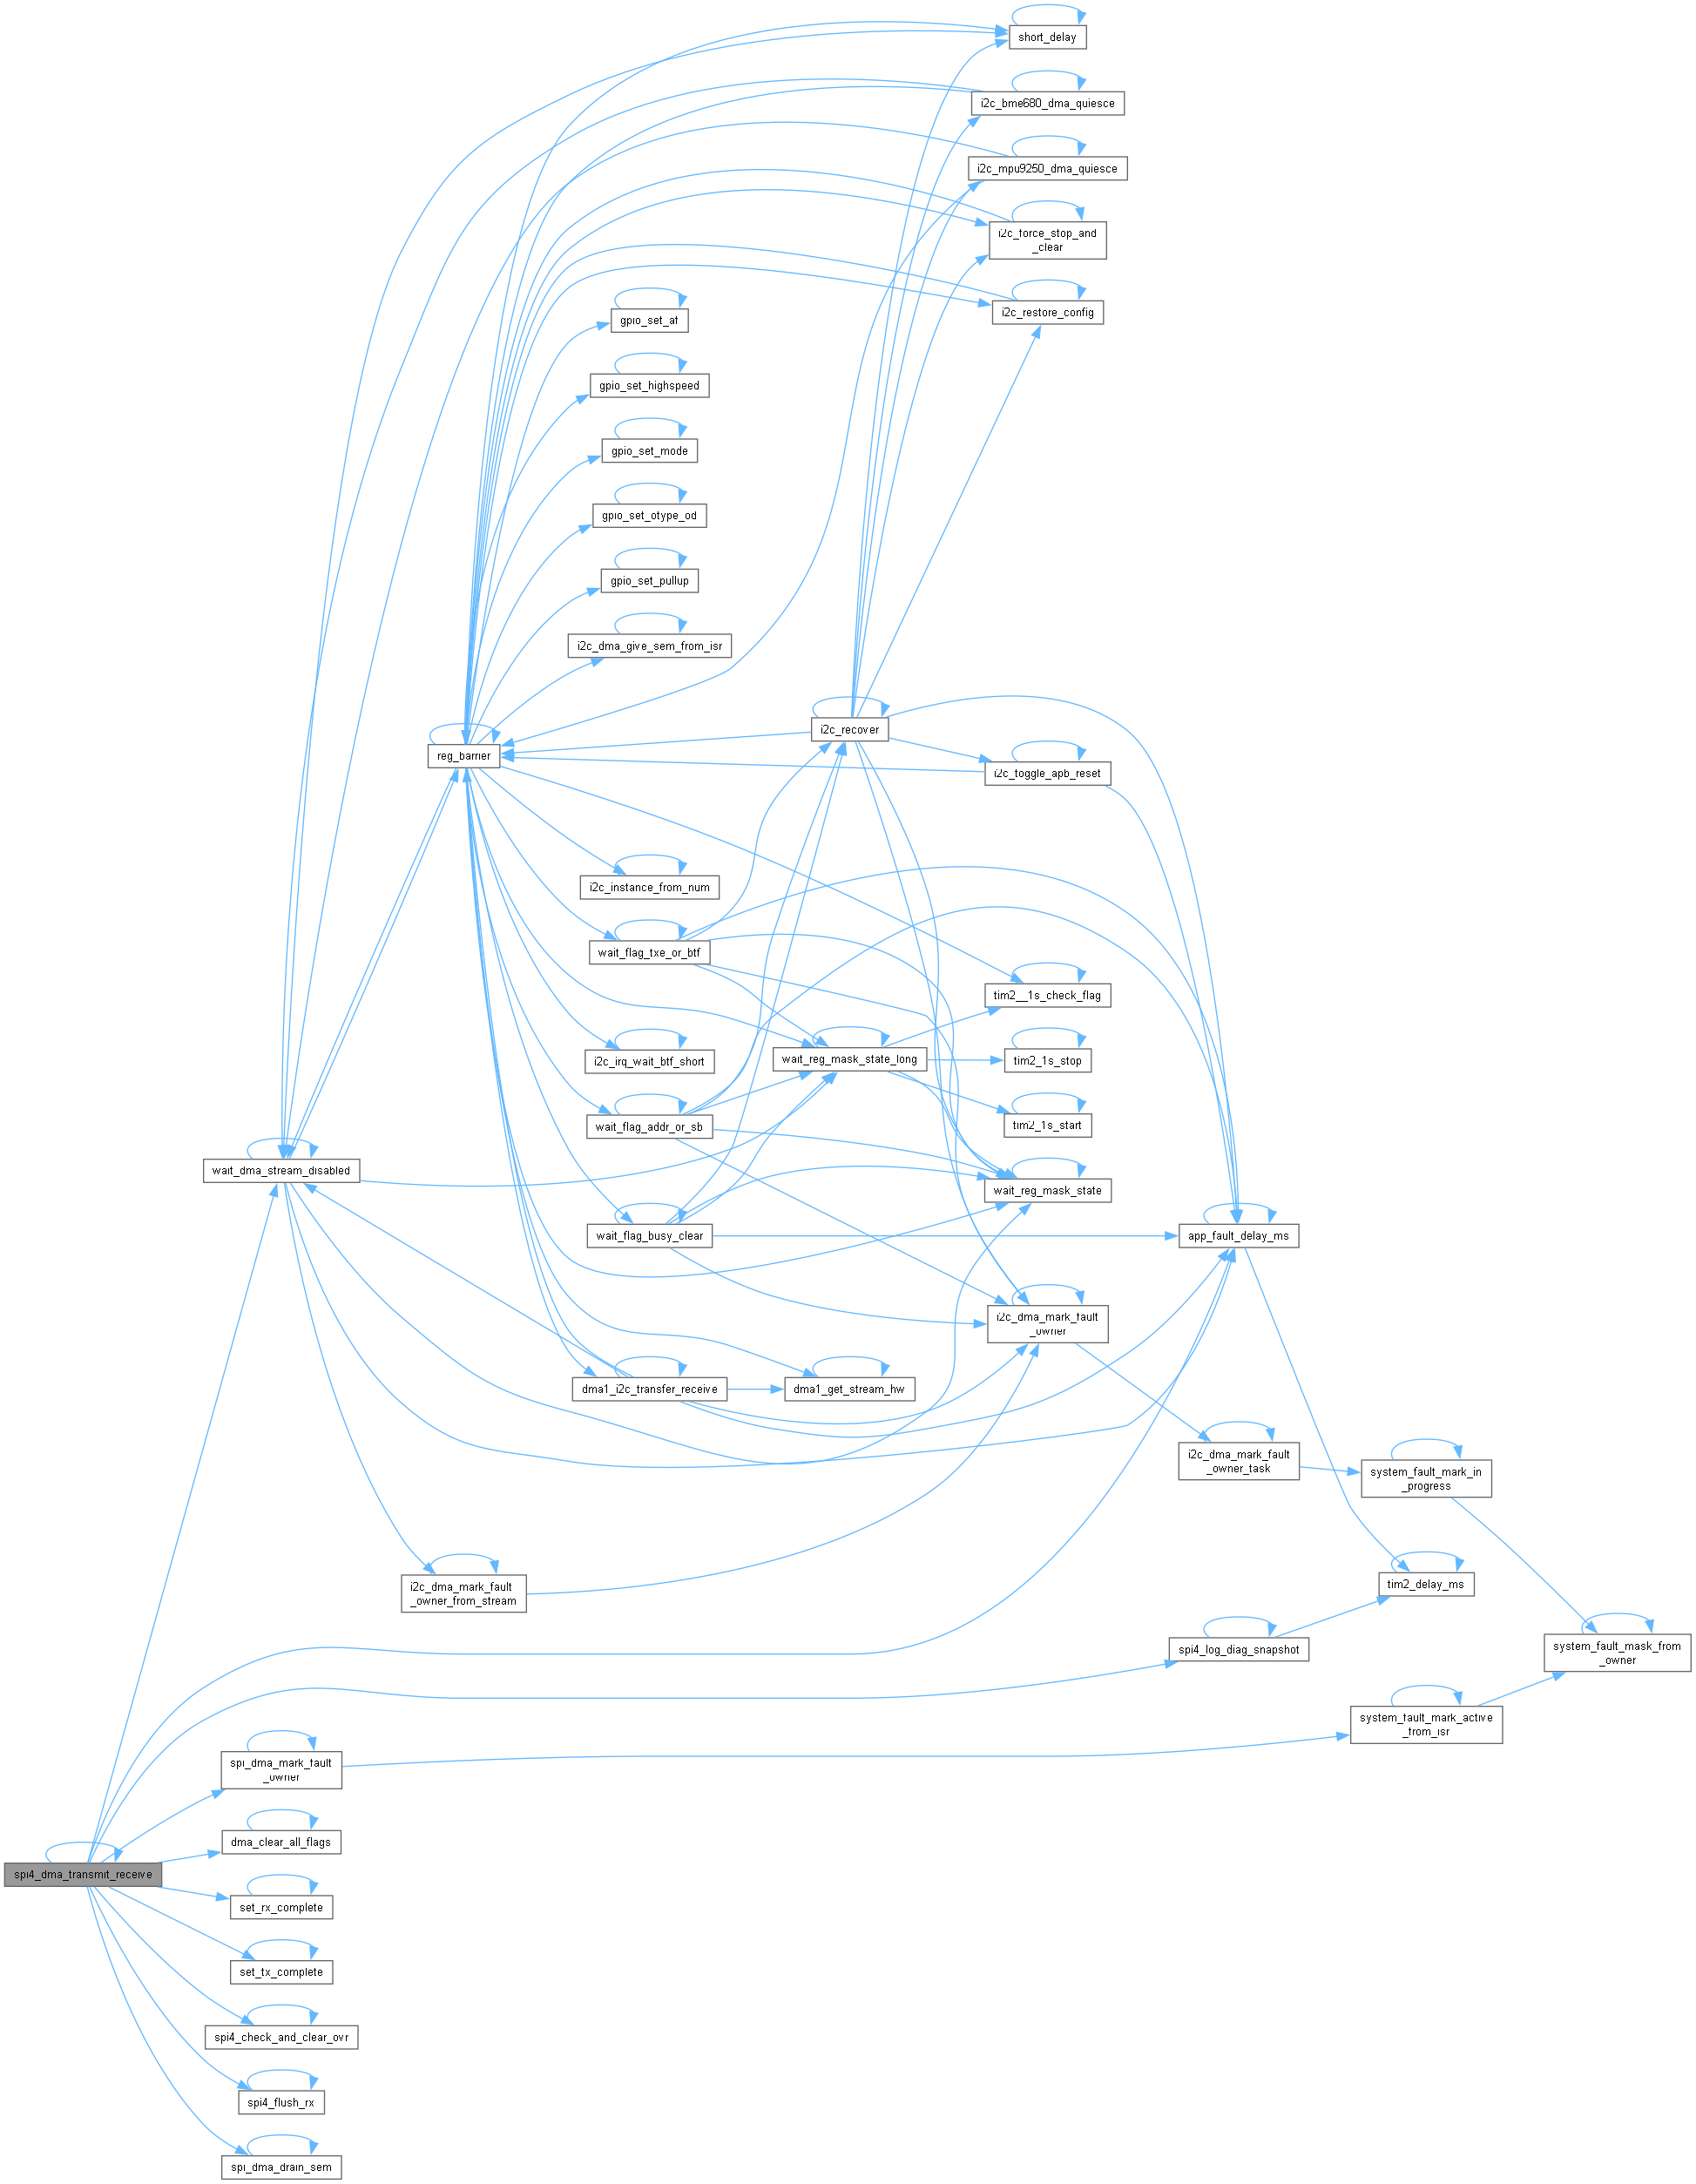 short_delay
i2c_bme680_dma_quiesce
i2c_mpu9250_dma_quiesce
i2c_force_stop_and
_clear
i2c_restore_config
gpio_set_af
gpio_set_highspeed
gpio_set_mode
gpio_set_otype_od
gpio_set_pullup
i2c_dma_give_sem_from_isr
i2c_recover
reg_barrier
i2c_toggle_apb_reset
i2c_instance_from_num
wait_flag_txe_or_btf
tim2__1s_check_flag
i2c_irq_wait_btf_short
wait_reg_mask_state_long
tim2_1s_stop
wait_flag_addr_or_sb
tim2_1s_start
wait_dma_stream_disabled
wait_reg_mask_state
wait_flag_busy_clear
app_fault_delay_ms
i2c_dma_mark_fault
_owner
dma1_i2c_transfer_receive
dma1_get_stream_hw
i2c_dma_mark_fault
_owner_task
system_fault_mark_in
_progress
i2c_dma_mark_fault
_owner_from_stream
tim2_delay_ms
spi4_log_diag_snapshot
system_fault_mask_from
_owner
system_fault_mark_active
_from_isr
spi_dma_mark_fault
_owner
dma_clear_all_flags
spi4_dma_transmit_receive
set_rx_complete
set_tx_complete
spi4_check_and_clear_ovr
spi4_flush_rx
spi_dma_drain_sem